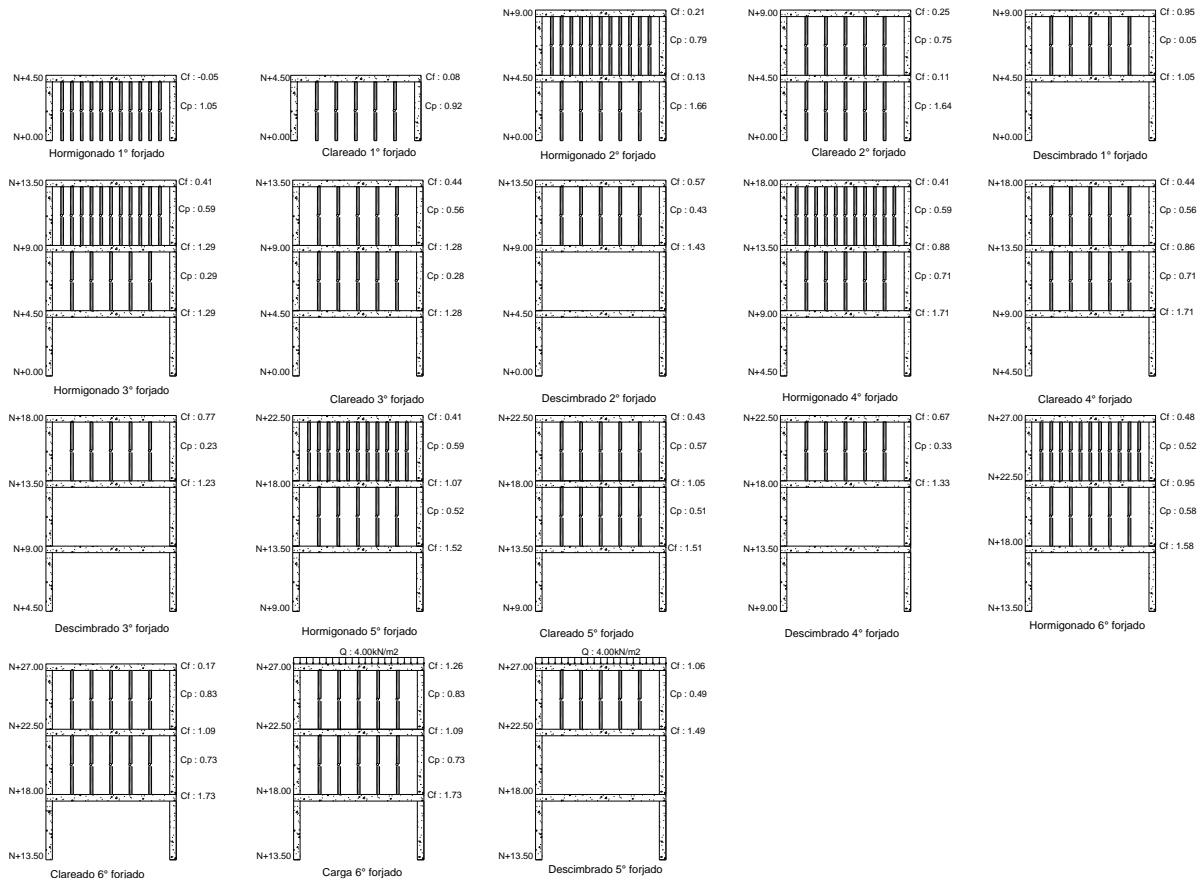 N+4.50
Cf : -0.05
Cp : 1.05
N+0.00
Hormigonado 1° forjado
N+4.50
Cf : 0.08
Cp : 0.92
N+0.00
Clareado 1° forjado
N+9.00
Cf : 0.21
Cp : 0.79
N+4.50
Cf : 0.13
Cp : 1.66
N+0.00
Hormigonado 2° forjado
N+9.00
Cf : 0.25
Cp : 0.75
N+4.50
Cf : 0.11
Cp : 1.64
N+0.00
Clareado 2° forjado
N+9.00
Cf : 0.95
Cp : 0.05
N+4.50
Cf : 1.05
N+0.00
Descimbrado 1° forjado
N+13.50
Cf : 0.41
Cp : 0.59
N+9.00
Cf : 1.29
Cp : 0.29
N+4.50
Cf : 1.29
N+0.00
Hormigonado 3° forjado
N+13.50
Cf : 0.44
Cp : 0.56
N+9.00
Cf : 1.28
Cp : 0.28
N+4.50
Cf : 1.28
N+0.00
Clareado 3° forjado
N+13.50
Cf : 0.57
Cp : 0.43
N+9.00
Cf : 1.43
N+4.50
N+0.00
Descimbrado 2° forjado
N+18.00
Cf : 0.41
Cp : 0.59
N+13.50
Cf : 0.88
Cp : 0.71
N+9.00
Cf : 1.71
N+4.50
Hormigonado 4° forjado
N+18.00
Cf : 0.44
Cp : 0.56
N+13.50
Cf : 0.86
Cp : 0.71
N+9.00
Cf : 1.71
N+4.50
Clareado 4° forjado
N+18.00
Cf : 0.77
Cp : 0.23
N+13.50
Cf : 1.23
N+9.00
N+4.50
Descimbrado 3° forjado
N+22.50
Cf : 0.41
Cp : 0.59
N+18.00
Cf : 1.07
Cp : 0.52
N+13.50
Cf : 1.52
N+9.00
Hormigonado 5° forjado
N+22.50
Cf : 0.43
Cp : 0.57
N+18.00
Cf : 1.05
Cp : 0.51
N+13.50
Cf : 1.51
N+9.00
Clareado 5° forjado
N+22.50
Cf : 0.67
Cp : 0.33
N+18.00
Cf : 1.33
N+13.50
N+9.00
Descimbrado 4° forjado
N+27.00
Cf : 0.48
Cp : 0.52
N+22.50
Cf : 0.95
Cp : 0.58
N+18.00
Cf : 1.58
N+13.50
Hormigonado 6° forjado
N+27.00
Cf : 0.17
Cp : 0.83
N+22.50
Cf : 1.09
Cp : 0.73
N+18.00
Cf : 1.73
N+13.50
Clareado 6° forjado
Q : 4.00kN/m2
N+27.00
Cf : 1.26
Cp : 0.83
N+22.50
Cf : 1.09
Cp : 0.73
N+18.00
Cf : 1.73
N+13.50
Carga 6° forjado
Q : 4.00kN/m2
N+27.00
Cf : 1.06
Cp : 0.49
N+22.50
Cf : 1.49
N+18.00
N+13.50
Descimbrado 5° forjado